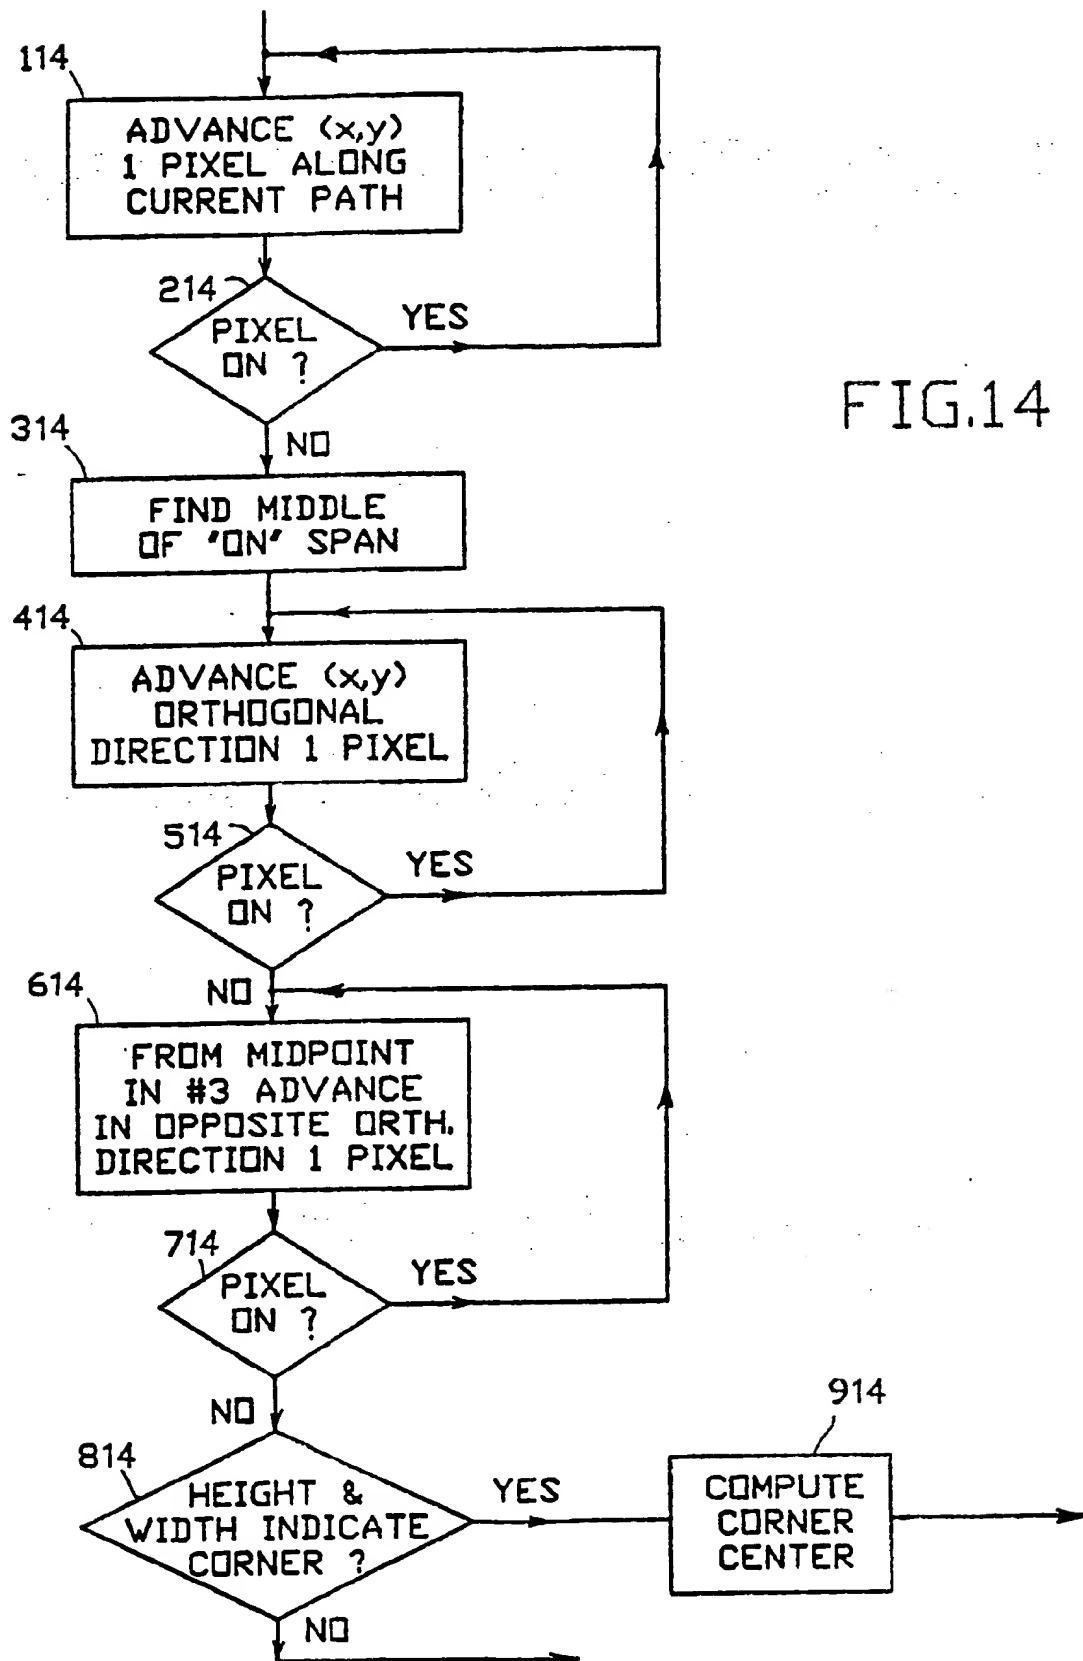 114
ADVANCE (x,y)
1 PIXEL ALONG
CURRENT PATH
214
PIXEL
ON ?
YES
FIG.14
NO
314
FIND MIDDLE
OF "ON" SPAN
414
ADVANCE (x,y)
ORTHOGONAL
DIRECTION 1 PIXEL
514
PIXEL
ON ?
YES
NO
614
FROM MIDPOINT
IN #3 ADVANCE
IN OPPOSITE ORTH.
DIRECTION 1 PIXEL
714
PIXEL
ON ?
YES
NO
814
HEIGHT &
WIDTH INDICATE
CORNER ?
YES
914
COMPUTE
CORNER
CENTER
NO